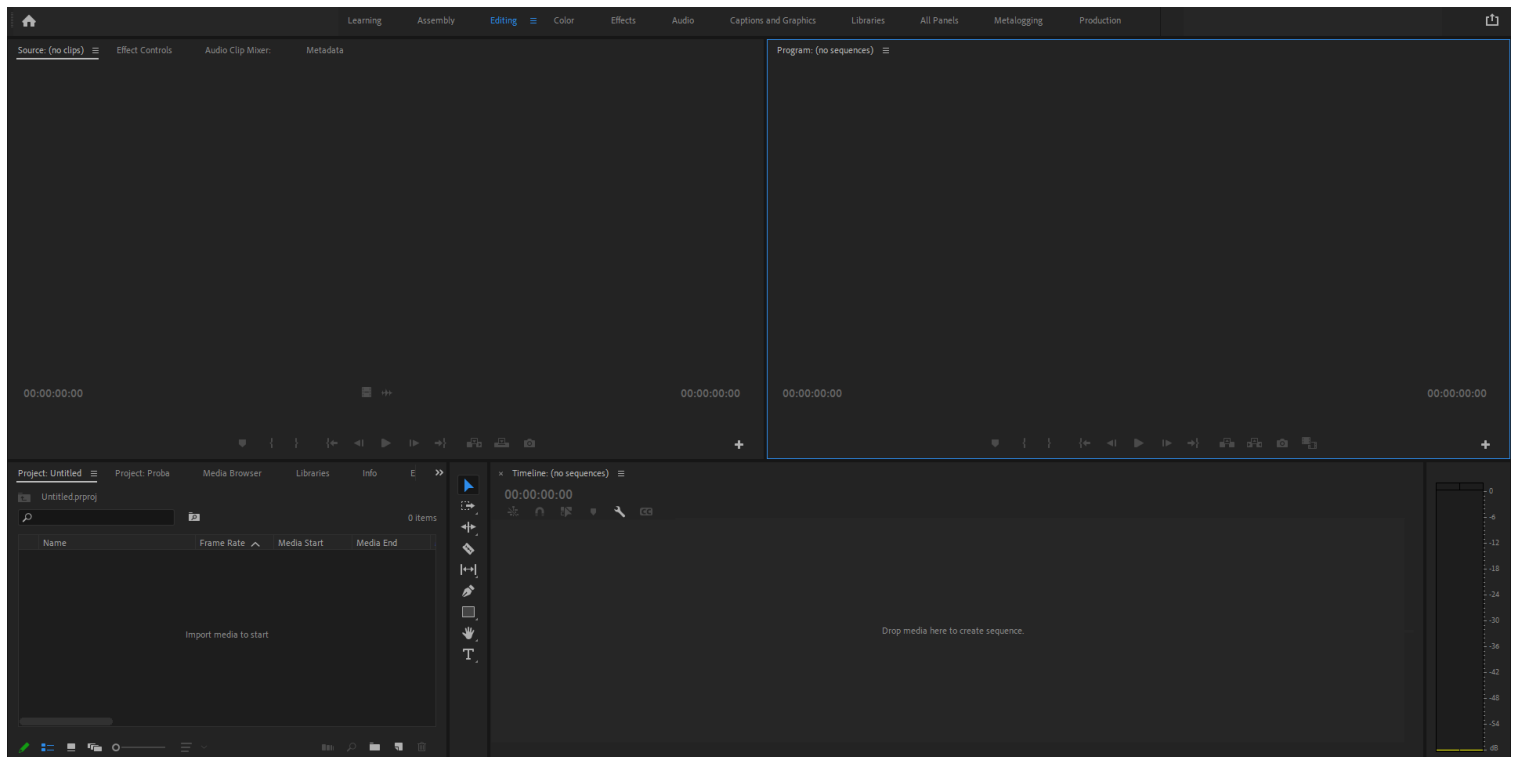 Learning Assembly Editing Color Effects Audio Captions and Graphics Libraries All Panels Metalogging Production
Source: (no clips) Effect Controls Audio Clip Mixer: Metadata
Program: (no sequences)
00:00:00:00 00:00:00:00
00:00:00:00 00:00:00:00
Project: Untitled Project: Proba Media Browser Libraries Info E
Untitled.prproj
0 items
Name Frame Rate Media Start Media End
Import media to start
T
× Timeline: (no sequences)
00:00:00:00
CC
Drop media here to create sequence.
0
-6
-12
-18
-24
-30
-36
-42
-48
-54
dB